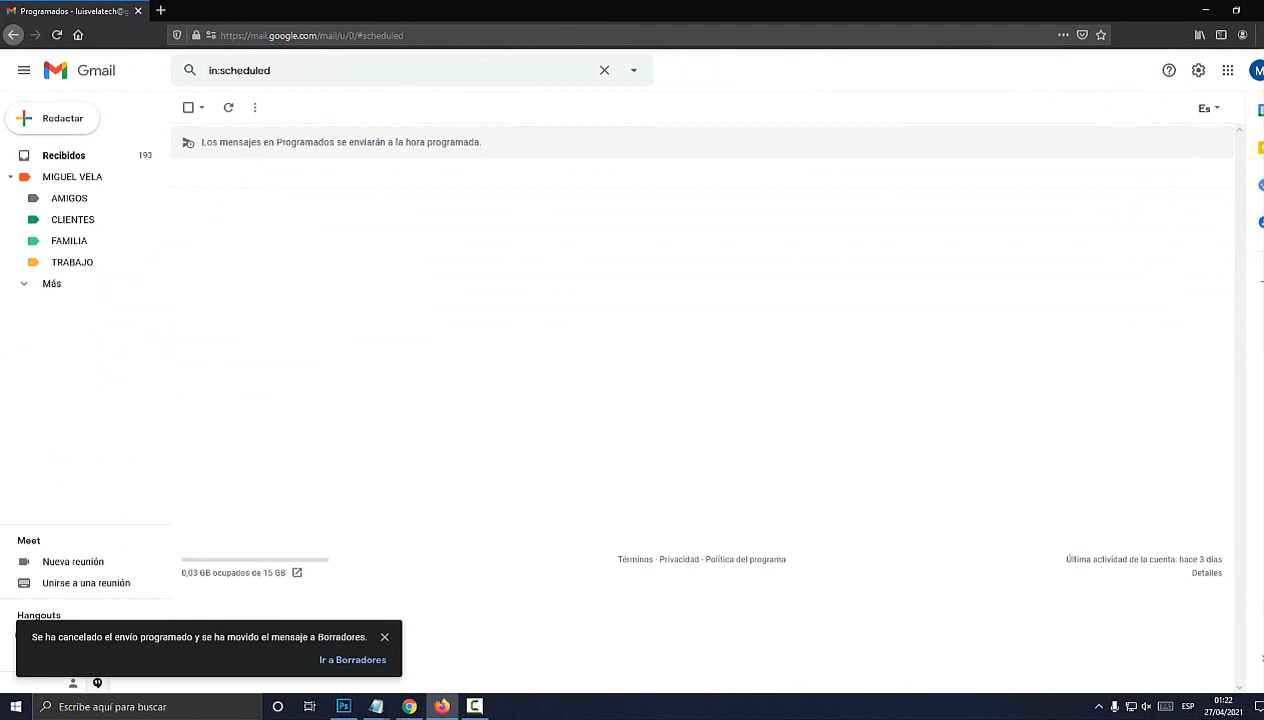 Programados - luisvelatech@g
https://mail.google.com/mail/u/0/#scheduled
Gmail
in:scheduled
M
Redactar
Es
Los mensajes en Programados se enviarán a la hora programada.
Recibidos 193
MIGUEL VELA
AMIGOS
CLIENTES
FAMILIA
TRABAJO
Más
Meet
Nueva reunión
Unirse a una reunión
Hangouts
0,03 GB ocupados de 15 GB
Términos · Privacidad · Política del programa
Última actividad de la cuenta: hace 3 días
Detalles
Se ha cancelado el envío programado y se ha movido el mensaje a Borradores.
Ir a Borradores
Escribe aquí para buscar
Ps
C
ESP
01:22
27/04/2021